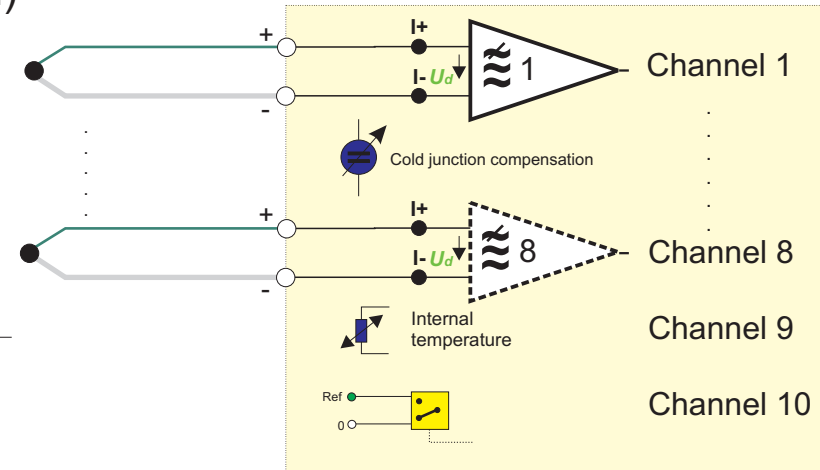 )
+ I+
1 Channel 1
I- Ud
-
Cold junction compensation
+ I+
8 Channel 8
I- Ud
-
Internal
temperature
Channel 9
Ref
Channel 10
0